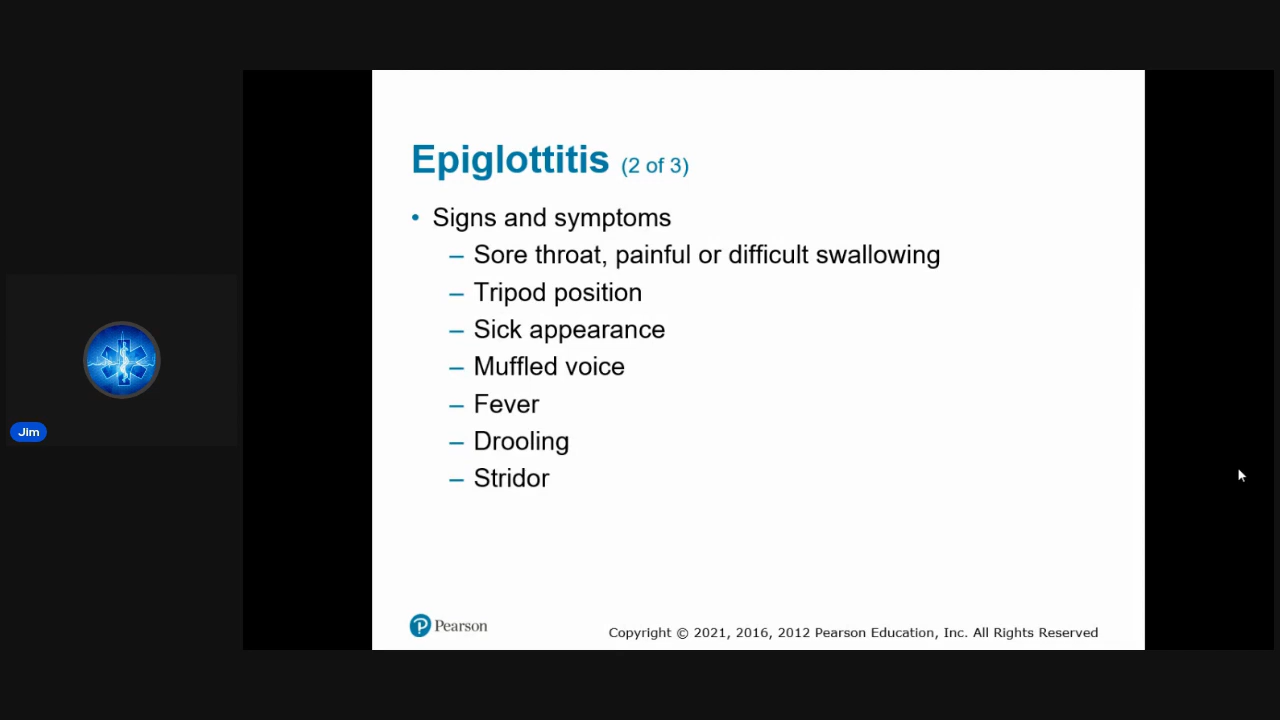 Epiglottitis (2 of 3)
• Signs and symptoms
– Sore throat, painful or difficult swallowing
– Tripod position
– Sick appearance
– Muffled voice
– Fever
– Drooling
– Stridor
Jim
Pearson
Copyright © 2021, 2016, 2012 Pearson Education, Inc. All Rights Reserved